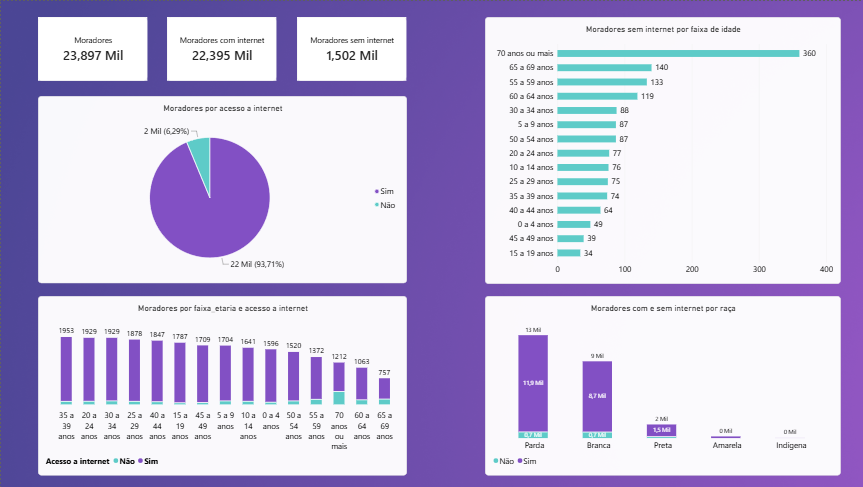 Moradores
23,897 Mil
Moradores com internet
22,395 Mil
Moradores sem internet
1,502 Mil
Moradores por acesso a internet
2 Mil (6,29%)
22 Mil (93,71%)
Sim
Não
Moradores sem internet por faixa de idade
70 anos ou mais 360
65 a 69 anos 140
55 a 59 anos 133
60 a 64 anos 119
30 a 34 anos 88
5 a 9 anos 87
50 a 54 anos 87
20 a 24 anos 77
10 a 14 anos 76
25 a 29 anos 75
35 a 39 anos 74
40 a 44 anos 64
0 a 4 anos 49
45 a 49 anos 39
15 a 19 anos 34
0 100 200 300 400
Moradores por faixa_etaria e acesso a internet
1953 1929 1929 1878 1847 1787 1709 1704 1641 1596 1520 1372 1212 1063 757
35 a 20 a 30 a 25 a 40 a 15 a 45 a 5 a 9 10 a 0 a 4 50 a 55 a 70 60 a 65 a
39 24 34 29 44 19 49 anos 14 anos 54 59 anos 64 69
anos anos anos anos anos anos anos anos anos anos ou anos anos
mais
Acesso a internet Não Sim
Moradores com e sem internet por raça
13 Mil
9 Mil
2 Mil
0 Mil
0 Mil
11,9 Mil
8,7 Mil
1,5 Mil
0,7 Mil
Parda Branca Preta Amarela Indígena
Não Sim